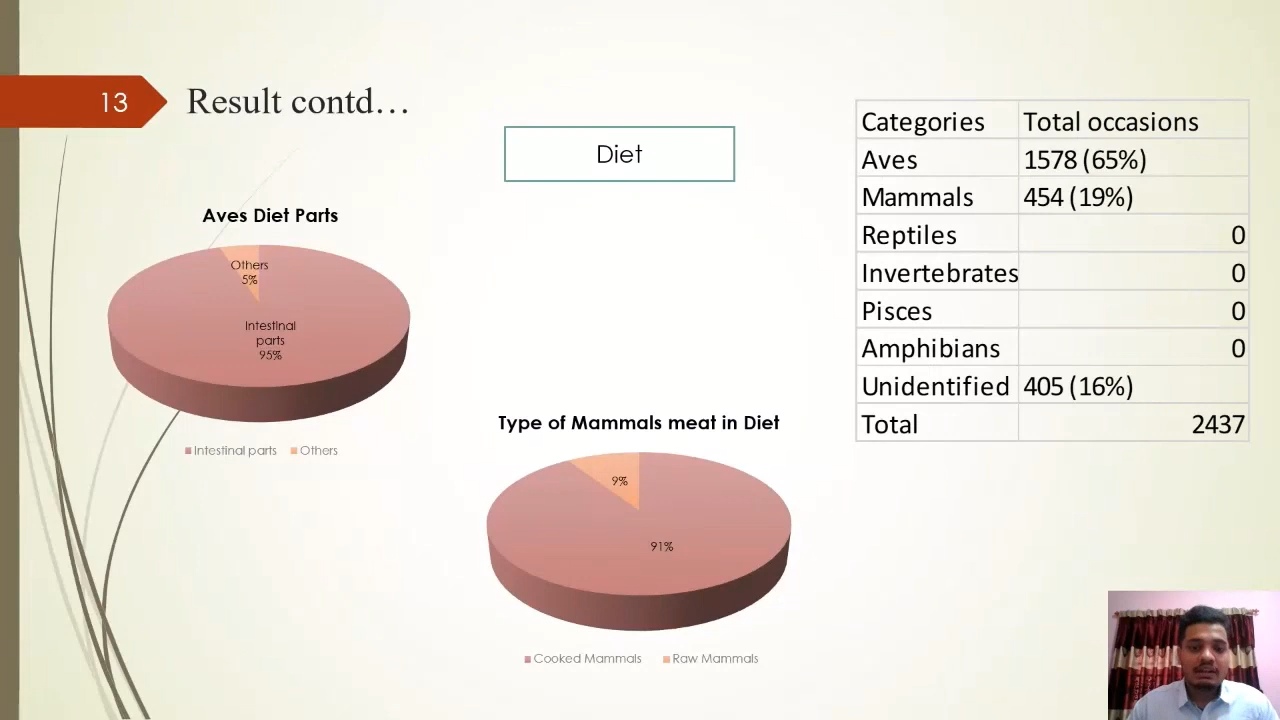 13
Result contd…
Diet
Aves Diet Parts
Others
5%
Intestinal
parts
95%
Intestinal parts
Others
Type of Mammals meat in Diet
9%
91%
Cooked Mammals
Raw Mammals
Categories Total occasions
Aves 1578 (65%)
Mammals 454 (19%)
Reptiles 0
Invertebrates 0
Pisces 0
Amphibians 0
Unidentified 405 (16%)
Total 2437